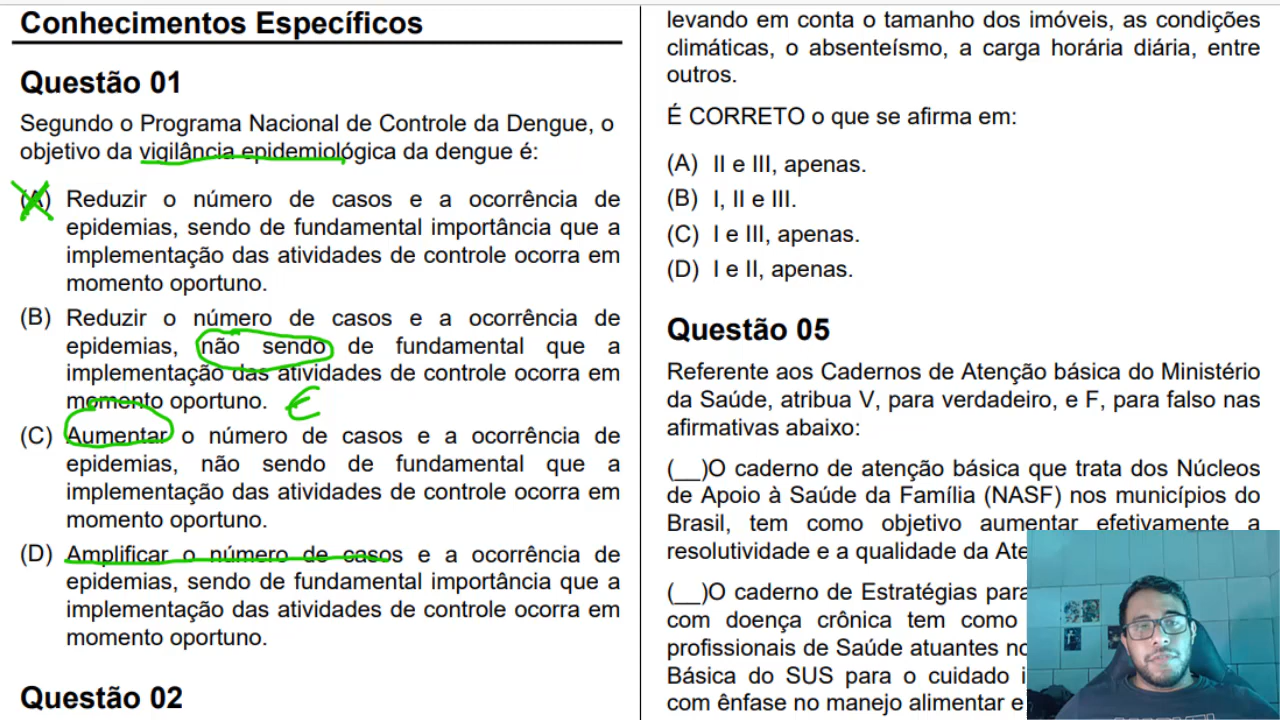 Conhecimentos Específicos
Questão 01
Segundo o Programa Nacional de Controle da Dengue, o
objetivo da vigilância epidemiológica da dengue é:
(A) Reduzir o número de casos e a ocorrência de
epidemias, sendo de fundamental importância que a
implementação das atividades de controle ocorra em
momento oportuno.
(B) Reduzir o número de casos e a ocorrência de
epidemias, não sendo de fundamental que a
implementação das atividades de controle ocorra em
momento oportuno.
(C) Aumentar o número de casos e a ocorrência de
epidemias, não sendo de fundamental que a
implementação das atividades de controle ocorra em
momento oportuno.
(D) Amplificar o número de casos e a ocorrência de
epidemias, sendo de fundamental importância que a
implementação das atividades de controle ocorra em
momento oportuno.
Questão 02
levando em conta o tamanho dos imóveis, as condições
climáticas, o absenteísmo, a carga horária diária, entre
outros.
É CORRETO o que se afirma em:
(A) II e III, apenas.
(B) I, II e III.
(C) I e III, apenas.
(D) I e II, apenas.
Questão 05
Referente aos Cadernos de Atenção básica do Ministério
da Saúde, atribua V, para verdadeiro, e F, para falso nas
afirmativas abaixo:
(__)O caderno de atenção básica que trata dos Núcleos
de Apoio à Saúde da Família (NASF) nos municípios do
Brasil, tem como objetivo aumentar efetivamente a
resolutividade e a qualidade da Ate
(__)O caderno de Estratégias para
com doença crônica tem como
profissionais de Saúde atuantes
Básica do SUS para o cuidado
com ênfase no manejo alimentar e